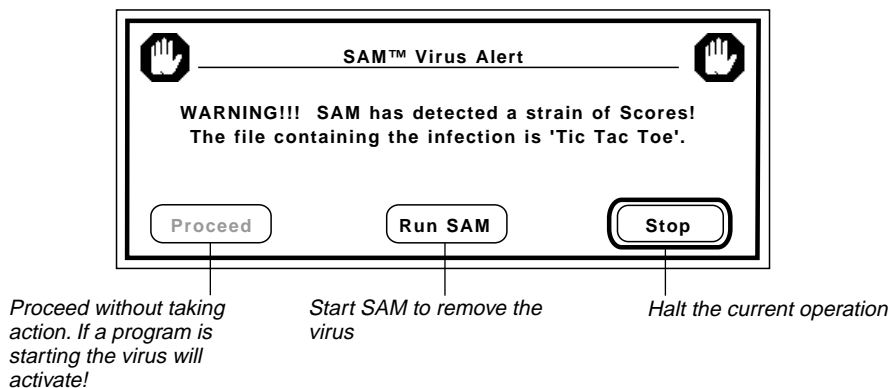 SAM™ Virus Alert
WARNING!!! SAM has detected a strain of Scores!
The file containing the infection is 'Tic Tac Toe'.
Proceed
Run SAM
Stop
Proceed without taking
action. If a program is
starting the virus will
activate!
Start SAM to remove the
virus
Halt the current operation